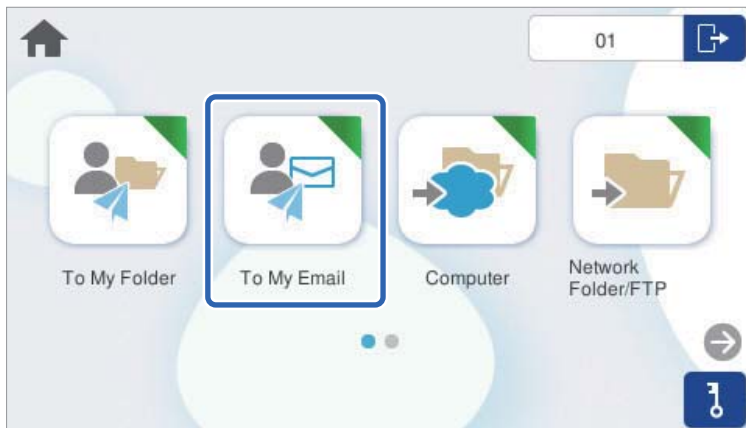 01
To My Folder
To My Email
Computer
Network
Folder/FTP